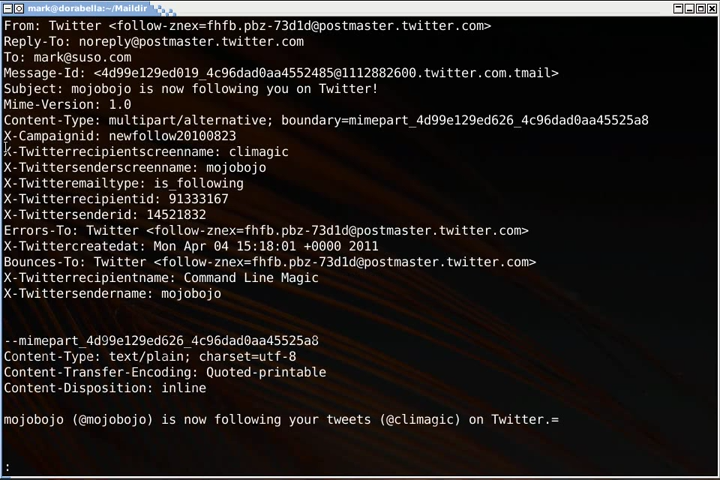 mark@dorabella:~/Maildir
From: Twitter <follow-znex=fhfb.pbz-73d1d@postmaster.twitter.com>
Reply-To: noreply@postmaster.twitter.com
To: mark@suso.com
Message-Id: <4d99e129ed019_4c96dad0aa4552485@1112882600.twitter.com.tmail>
Subject: mojobojo is now following you on Twitter!
Mime-Version: 1.0
Content-Type: multipart/alternative; boundary=mimepart_4d99e129ed626_4c96dad0aa45525a8
X-Campaignid: newfollow20100823
X-Twitterrecipientscreenname: climagic
X-Twittersenderscreenname: mojobojo
X-Twitteremailtype: is_following
X-Twitterrecipientid: 91333167
X-Twittersenderid: 14521832
Errors-To: Twitter <follow-znex=fhfb.pbz-73d1d@postmaster.twitter.com>
X-Twittercreatedat: Mon Apr 04 15:18:01 +0000 2011
Bounces-To: Twitter <follow-znex=fhfb.pbz-73d1d@postmaster.twitter.com>
X-Twitterrecipientname: Command Line Magic
X-Twittersendername: mojobojo
--mimepart_4d99e129ed626_4c96dad0aa45525a8
Content-Type: text/plain; charset=utf-8
Content-Transfer-Encoding: Quoted-printable
Content-Disposition: inline
mojobojo (@mojobojo) is now following your tweets (@climagic) on Twitter.=
: